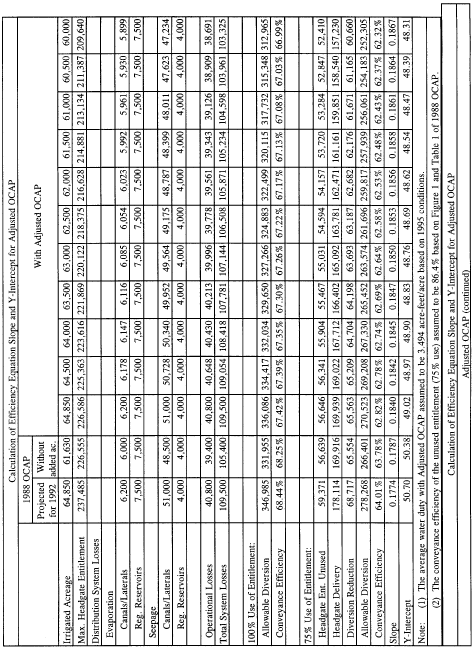 Calculation of Efficiency Equation Slope and Y-Intercept for Adjusted OCAP
1988 OCAP With Adjusted OCAP
Projected for 1992 Without added ac.
Irrigated Acreage 64,850 61,630 64,850 64,500 64,000 63,500 63,000 62,500 62,000 61,500 61,000 60,500 60,000
Max. Headgate Entitlement 237,485 226,555 226,586 225,363 223,616 221,869 220,122 218,375 216,628 214,881 213,134 211,387 209,640
Distribution System Losses
Evaporation
Canals/Laterals 6,200 6,000 6,200 6,178 6,147 6,116 6,085 6,054 6,023 5,992 5,961 5,930 5,899
Reg. Reservoirs 7,500 7,500 7,500 7,500 7,500 7,500 7,500 7,500 7,500 7,500 7,500 7,500 7,500
Seepage
Canals/Laterals 51,000 48,500 51,000 50,728 50,340 49,952 49,564 49,175 48,787 48,399 48,011 47,623 47,234
Reg. Reservoirs 4,000 4,000 4,000 4,000 4,000 4,000 4,000 4,000 4,000 4,000 4,000 4,000 4,000
Operational Losses 40,800 39,400 40,800 40,648 40,430 40,213 39,996 39,778 39,561 39,343 39,126 38,909 38,691
Total System Losses 109,500 105,400 109,500 109,054 108,418 107,781 107,144 106,508 105,871 105,234 104,598 103,961 103,325
100% Use of Entitlement:
Allowable Diversion 346,985 331,955 336,086 334,417 332,034 329,650 327,266 324,883 322,499 320,115 317,732 315,348 312,965
Conveyance Efficiency 68.44% 68.25% 67.42% 67.39% 67.35% 67.30% 67.26% 67.22% 67.17% 67.13% 67.08% 67.03% 66.99%
75% Use of Entitlement:
Headgate Ent. Unused 59,371 56,639 56,646 56,341 55,904 55,467 55,031 54,594 54,157 53,720 53,284 52,847 52,410
Headgate Delivery 178,114 169,916 169,939 169,022 167,712 166,402 165,092 163,781 162,471 161,161 159,851 158,540 157,230
Diversion Reduction 68,717 65,554 65,563 65,209 64,704 64,198 63,693 63,187 62,682 62,176 61,671 61,165 60,660
Allowable Diversion 278,268 266,401 270,523 269,208 267,330 265,452 263,574 261,696 259,817 257,939 256,061 254,183 252,305
Conveyance Efficiency 64.01% 63.78% 62.82% 62.78% 62.74% 62.69% 62.64% 62.58% 62.53% 62.48% 62.43% 62.37% 62.32%
Slope 0.1774 0.1787 0.1840 0.1842 0.1845 0.1847 0.1850 0.1853 0.1856 0.1858 0.1861 0.1864 0.1867
Y-Intercept 50.70 50.38 49.02 48.97 48.90 48.83 48.76 48.69 48.62 48.54 48.47 48.39 48.31
Note: (1) The average water duty with Adjusted OCAP assumed to be 3.494 acre-feet/acre based on 1995 conditions.
(2) The conveyance efficiency of the unused entitlement (75% use) assumed to be 86.4% based on Figure 1 and Table 1 of 1988 OCAP.
Calculation of Efficiency Equation Slope and Y-Intercept for Adjusted OCAP
Adjusted OCAP (continued)